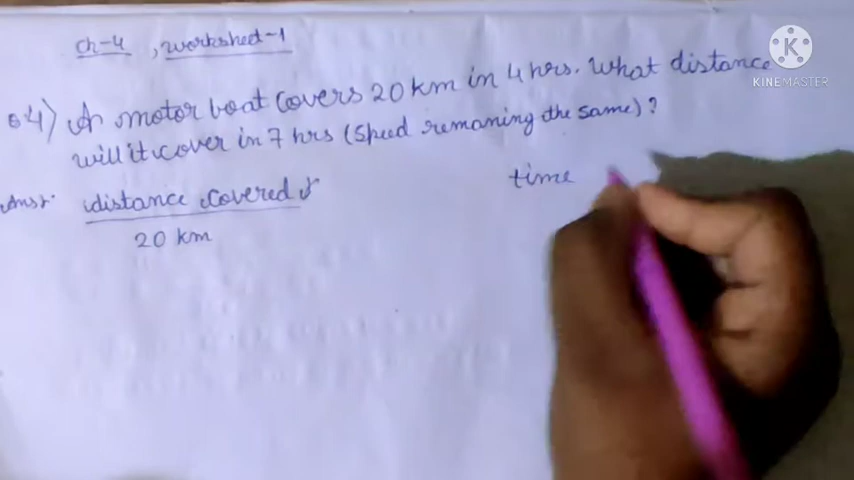 Ch-4, Worksheet-1
Q4) A motor boat covers 20 km in 4 hrs. What distance
will it cover in 7 hrs (Speed remaning the same)?
Ans:- distance covered ↓
time
20 km
KINEMASTER